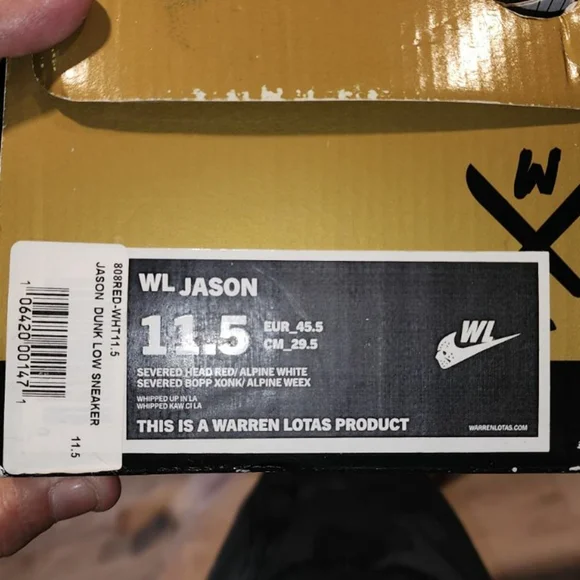 W
808RED-WHT11.5
JASON DUNK LOW SNEAKER
11.5
1 06420 00147 1
WL JASON
11.5
EUR_45.5
CM_29.5
SEVERED HEAD RED/ ALPINE WHITE
SEVERED BOPP XONK/ ALPINE WEEX
WHIPPED UP IN LA
WHIPPED KAW CI LA
THIS IS A WARREN LOTAS PRODUCT
WL
WARRENLOTAS.COM